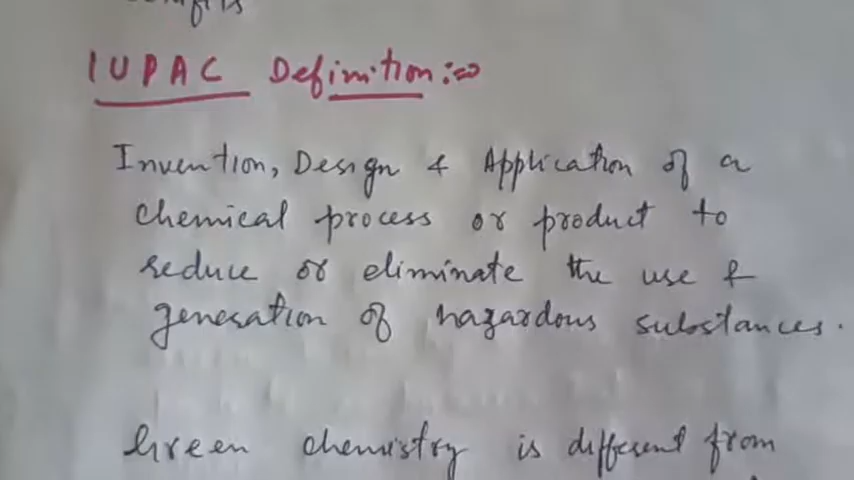 IUPAC Definition :⇒
Invention, Design & Application of a
chemical process or product to
reduce or eliminate the use &
generation of hazardous substances.
Green chemistry is different from